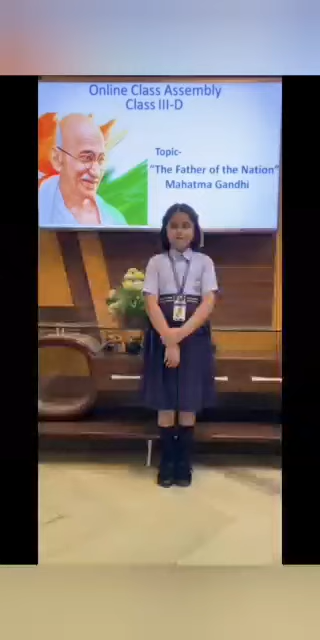 Online Class Assembly
Class III-D
Topic-
"The Father of the Nation"
Mahatma Gandhi